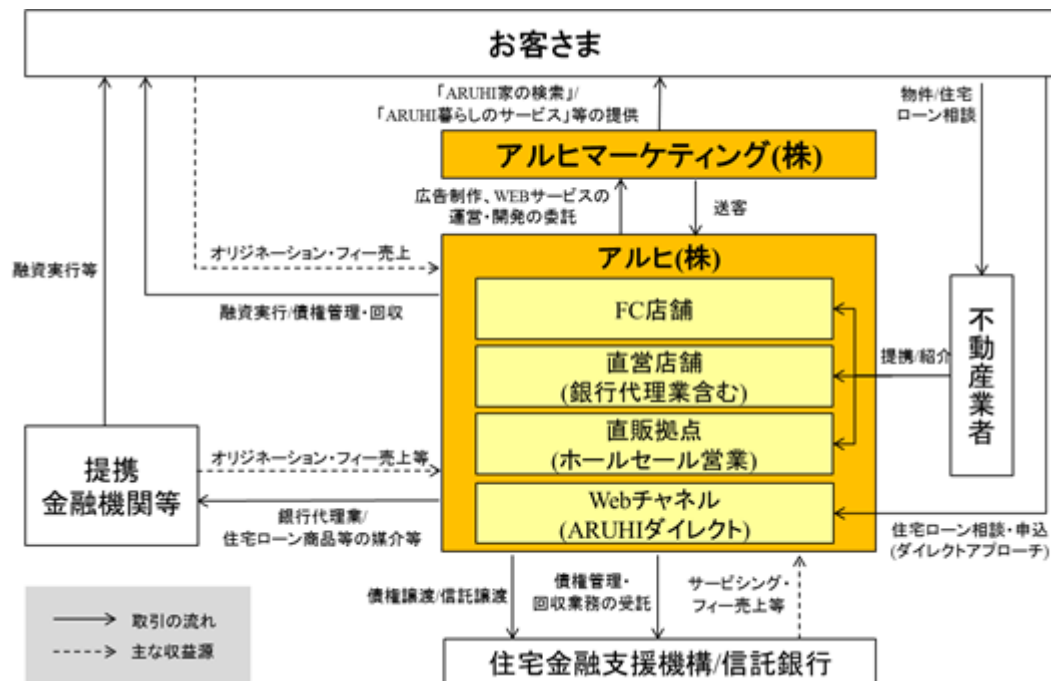 お客さま
「ARUHI家の検索」/
「ARUHI暮らしのサービス」等の提供
物件/住宅
ローン相談
アルヒマーケティング(株)
広告制作、WEBサービスの
運営・開発の委託
送客
オリジネーション・フィー売上
融資実行等
アルヒ(株)
融資実行/債権管理・回収
FC店舗
直営店舗
(銀行代理業含む)
直販拠点
(ホールセール営業)
Webチャネル
(ARUHIダイレクト)
提携/紹介
不動産業者
提携
金融機関等
オリジネーション・フィー売上等
銀行代理業/
住宅ローン商品等の媒介等
住宅ローン相談・申込
(ダイレクトアプローチ)
債権譲渡/信託譲渡
債権管理・
回収業務の受託
サービシング・
フィー売上等
取引の流れ
主な収益源
住宅金融支援機構/信託銀行